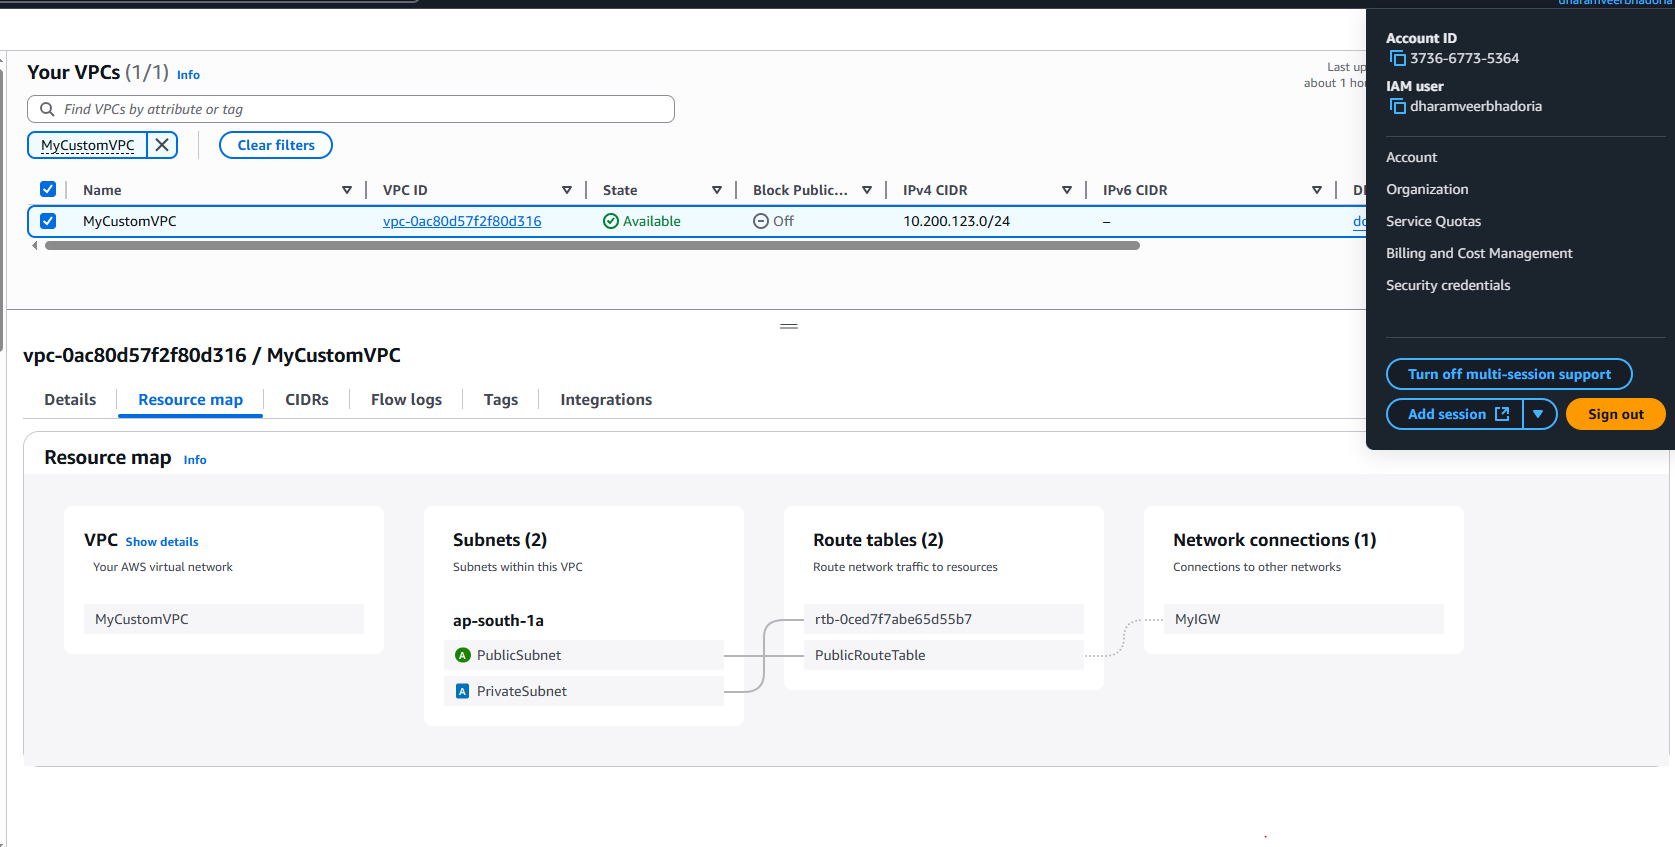 dharamveerbhadoria
Your VPCs (1/1) Info
Last up
about 1 hou
Find VPCs by attribute or tag
MyCustomVPC
Clear filters
Name VPC ID State Block Public... IPv4 CIDR IPv6 CIDR
MyCustomVPC vpc-0ac80d57f2f80d316 Available Off 10.200.123.0/24 –
vpc-0ac80d57f2f80d316 / MyCustomVPC
Details Resource map CIDRs Flow logs Tags Integrations
Resource map Info
VPC Show details
Your AWS virtual network
MyCustomVPC
Subnets (2)
Subnets within this VPC
ap-south-1a
A PublicSubnet
A PrivateSubnet
Route tables (2)
Route network traffic to resources
rtb-0ced7f7abe65d55b7
PublicRouteTable
Network connections (1)
Connections to other networks
MyIGW
Account ID
3736-6773-5364
IAM user
dharamveerbhadoria
Account
Organization
Service Quotas
Billing and Cost Management
Security credentials
Turn off multi-session support
Add session
Sign out